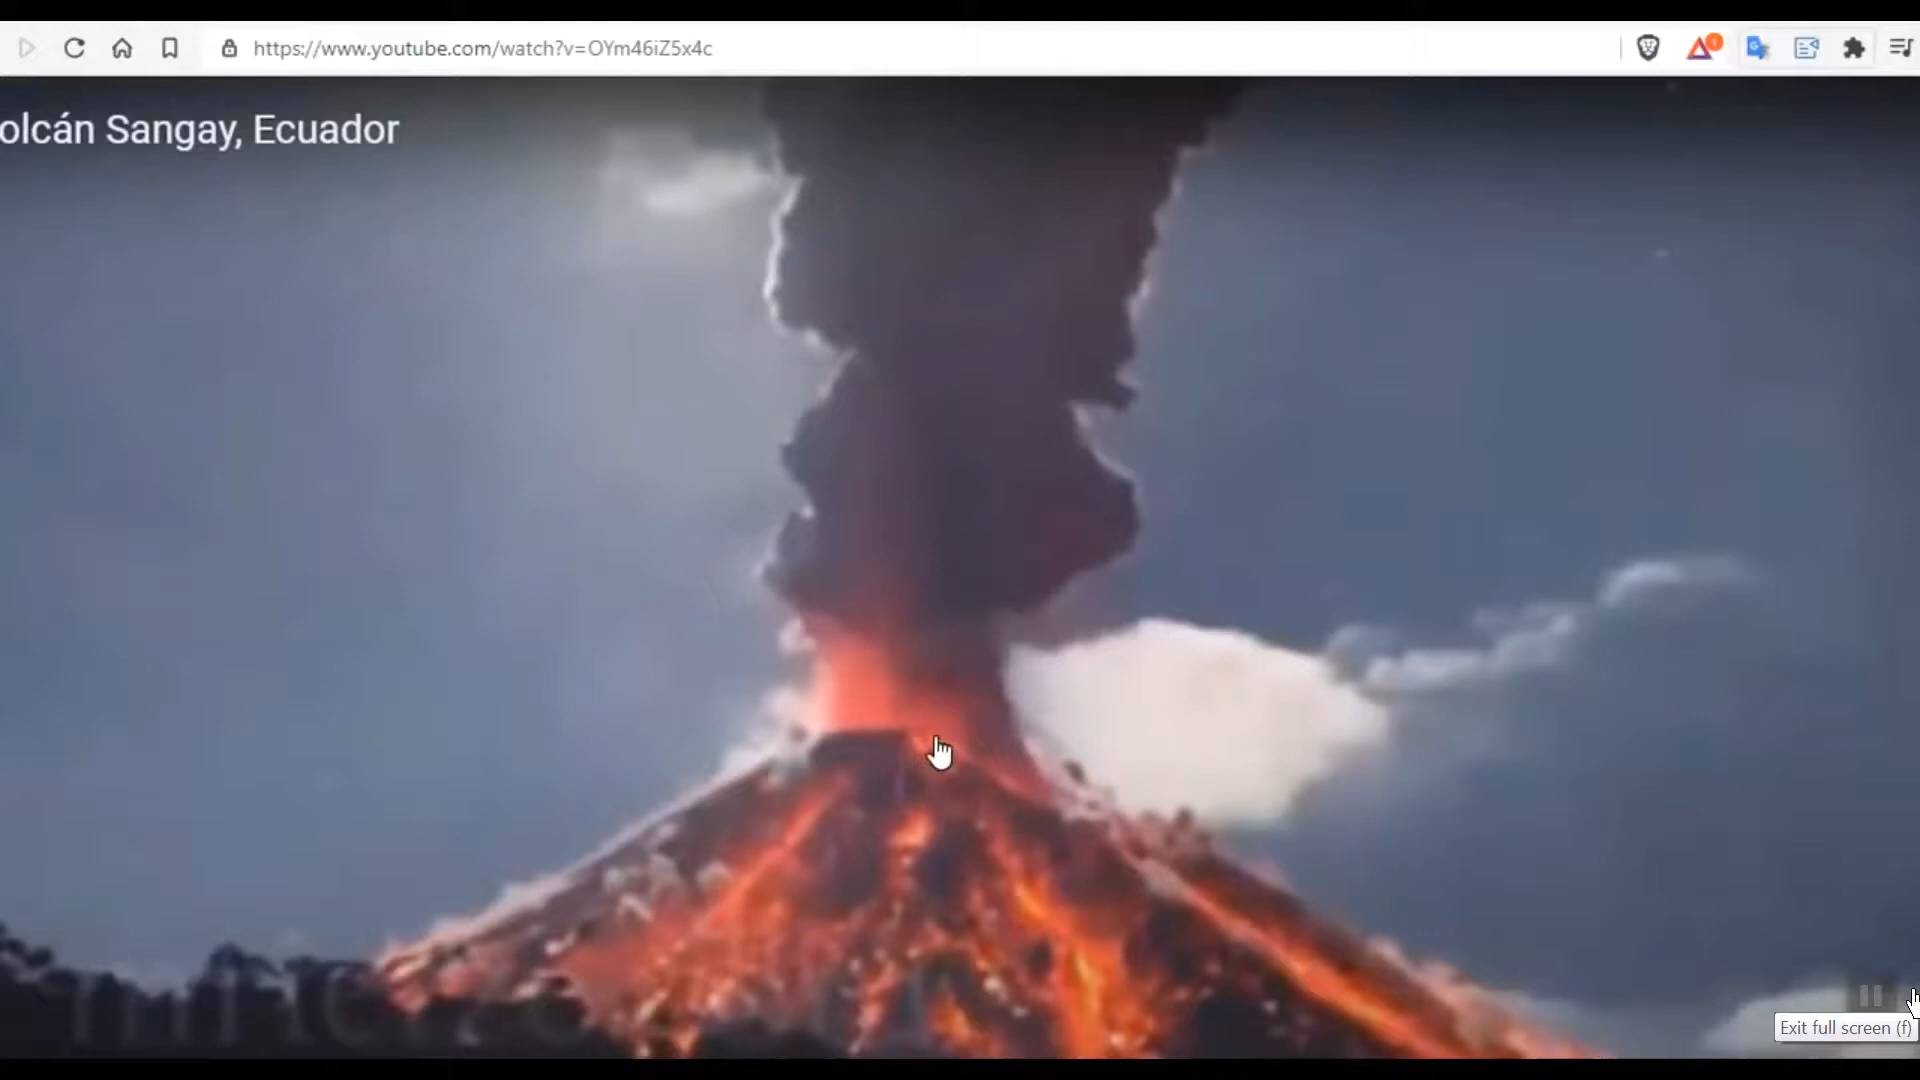 https://www.youtube.com/watch?v=OYm46iZ5x4c
olcán Sangay, Ecuador
Exit full screen (f)